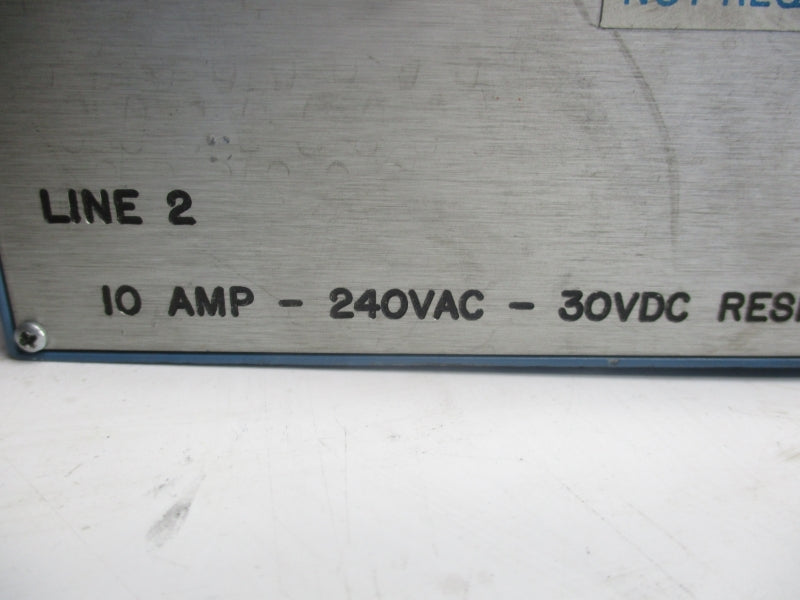 LINE 2
10 AMP - 240VAC - 30VDC